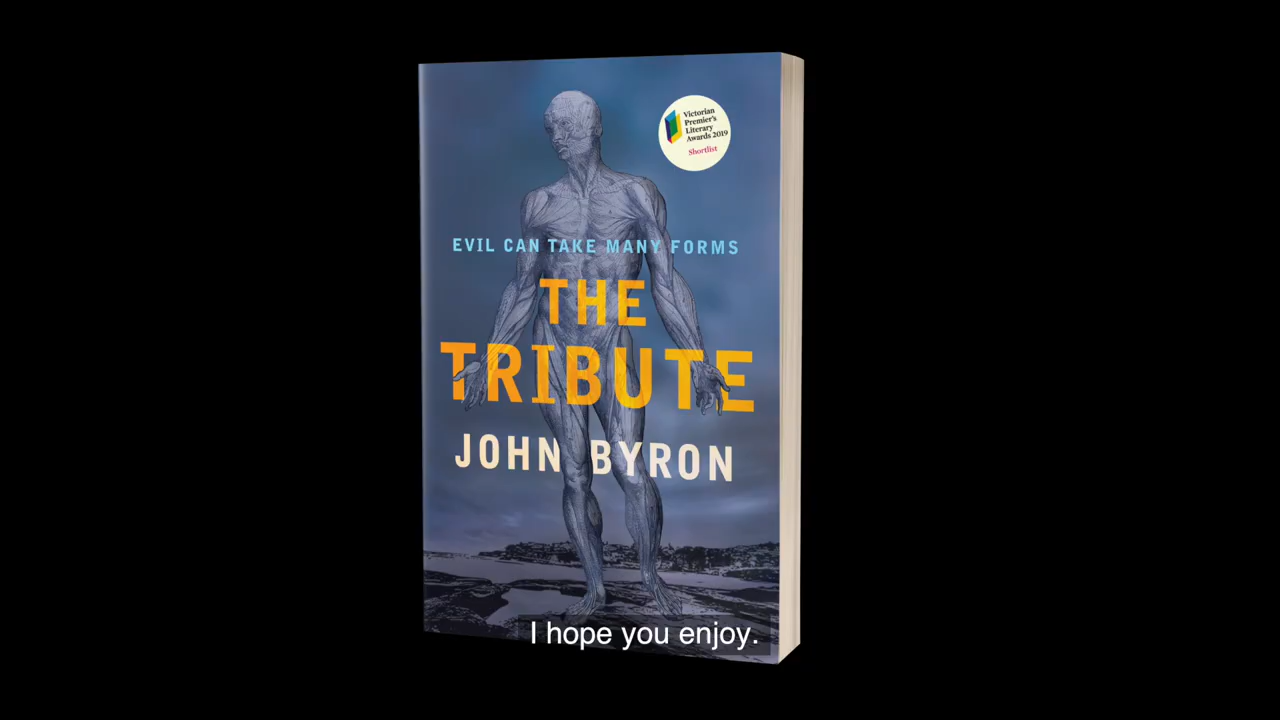 Victorian
Premier's
Literary
Awards 2019
Shortlist
EVIL CAN TAKE MANY FORMS
THE
TRIBUTE
JOHN BYRON
I hope you enjoy.